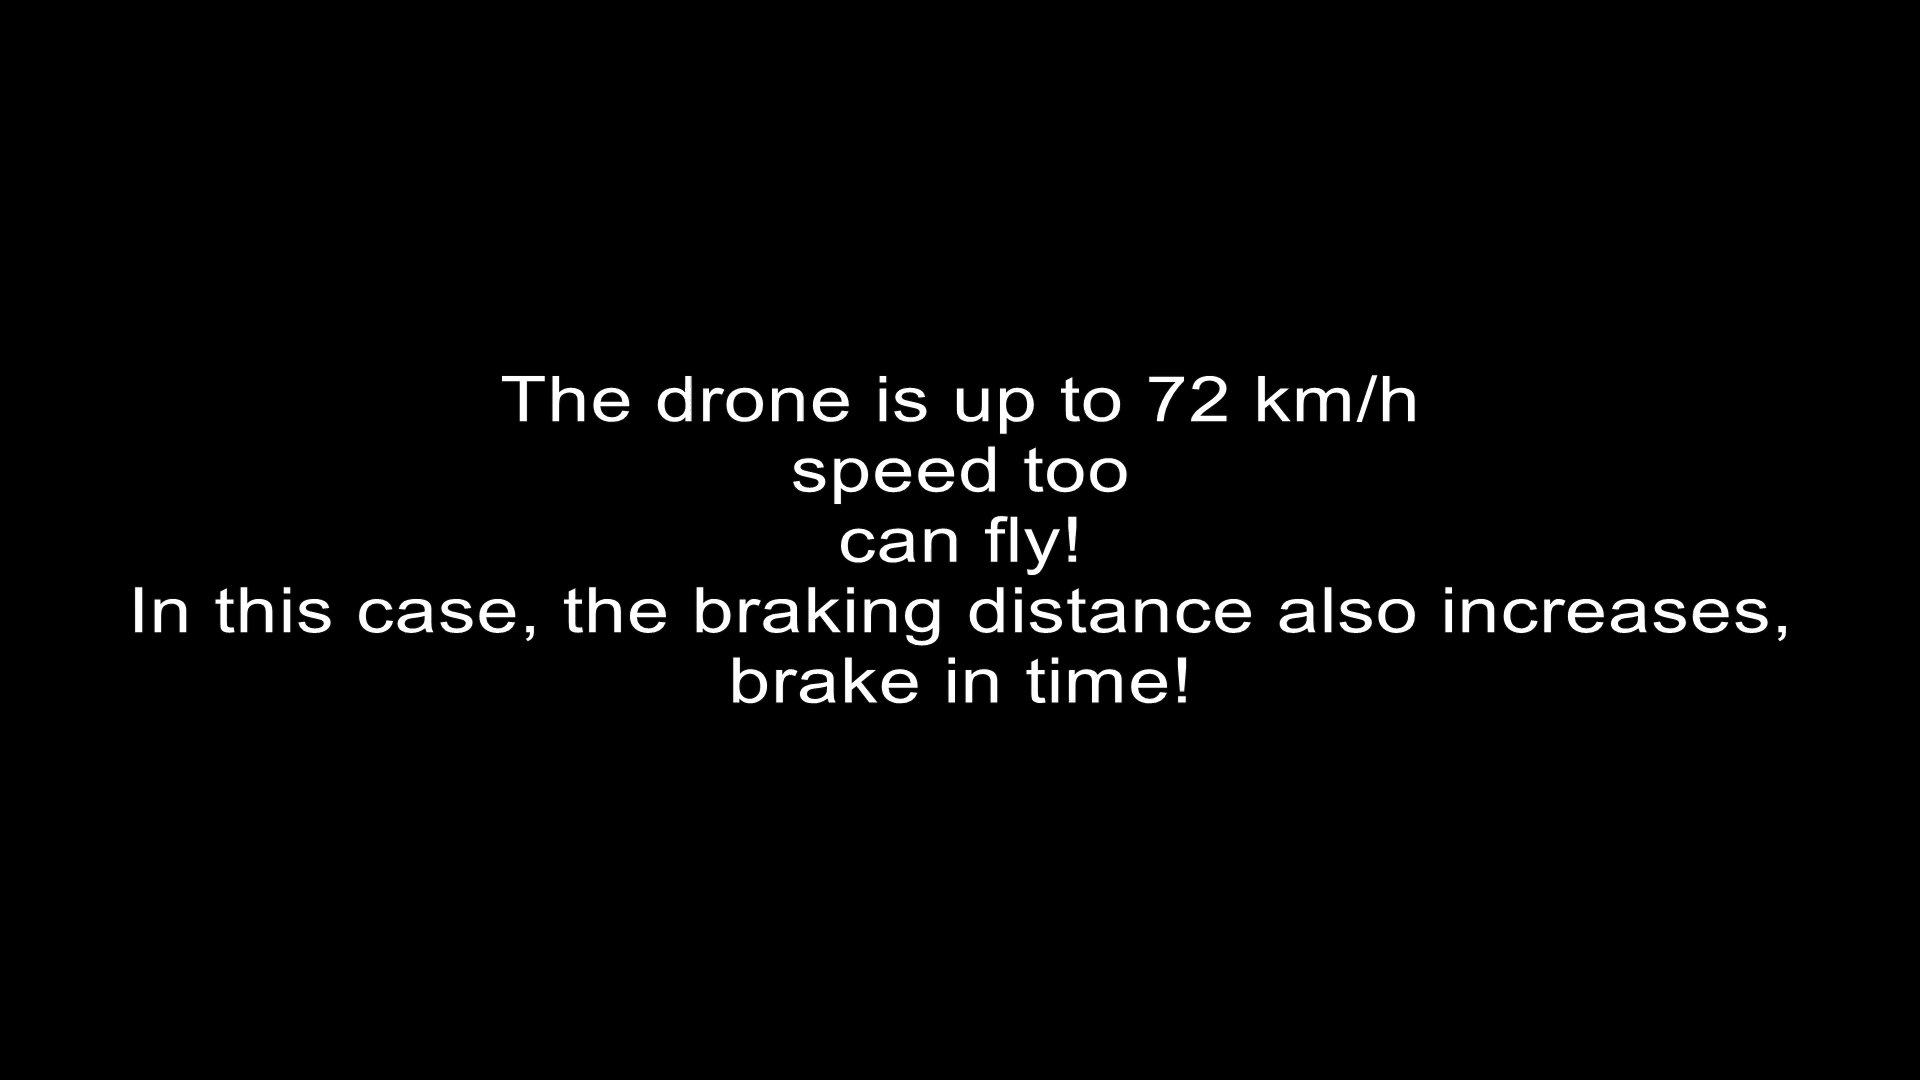 The drone is up to 72 km/h
speed too
can fly!
In this case, the braking distance also increases,
brake in time!